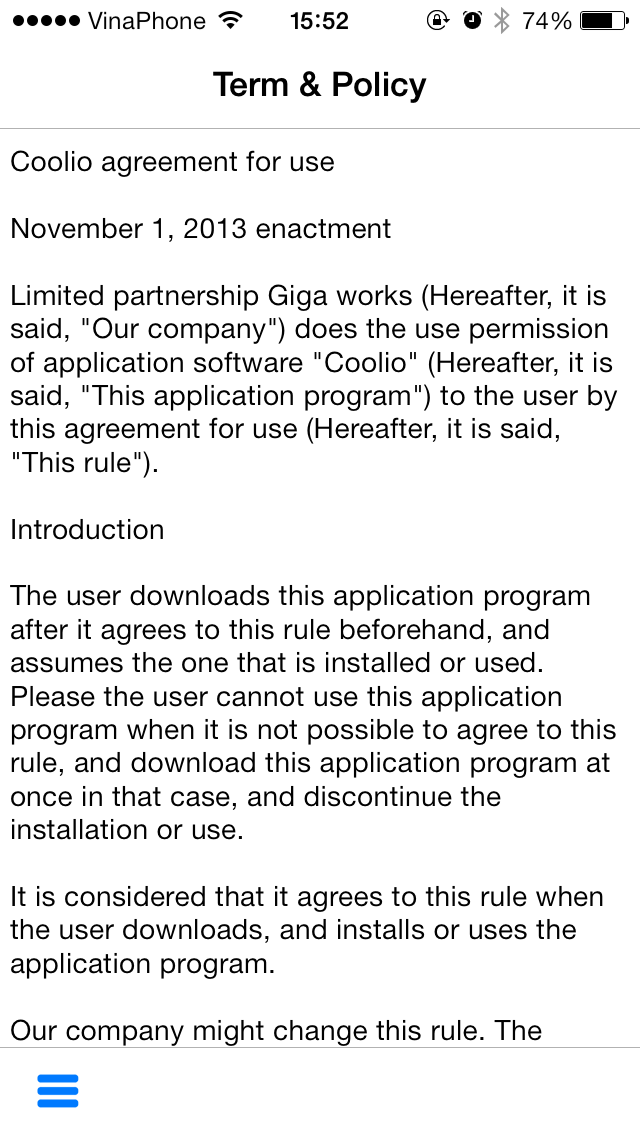 VinaPhone 15:52 74%
Term & Policy
Coolio agreement for use
November 1, 2013 enactment
Limited partnership Giga works (Hereafter, it is
said, "Our company") does the use permission
of application software "Coolio" (Hereafter, it is
said, "This application program") to the user by
this agreement for use (Hereafter, it is said,
"This rule").
Introduction
The user downloads this application program
after it agrees to this rule beforehand, and
assumes the one that is installed or used.
Please the user cannot use this application
program when it is not possible to agree to this
rule, and download this application program at
once in that case, and discontinue the
installation or use.
It is considered that it agrees to this rule when
the user downloads, and installs or uses the
application program.
Our company might change this rule. The